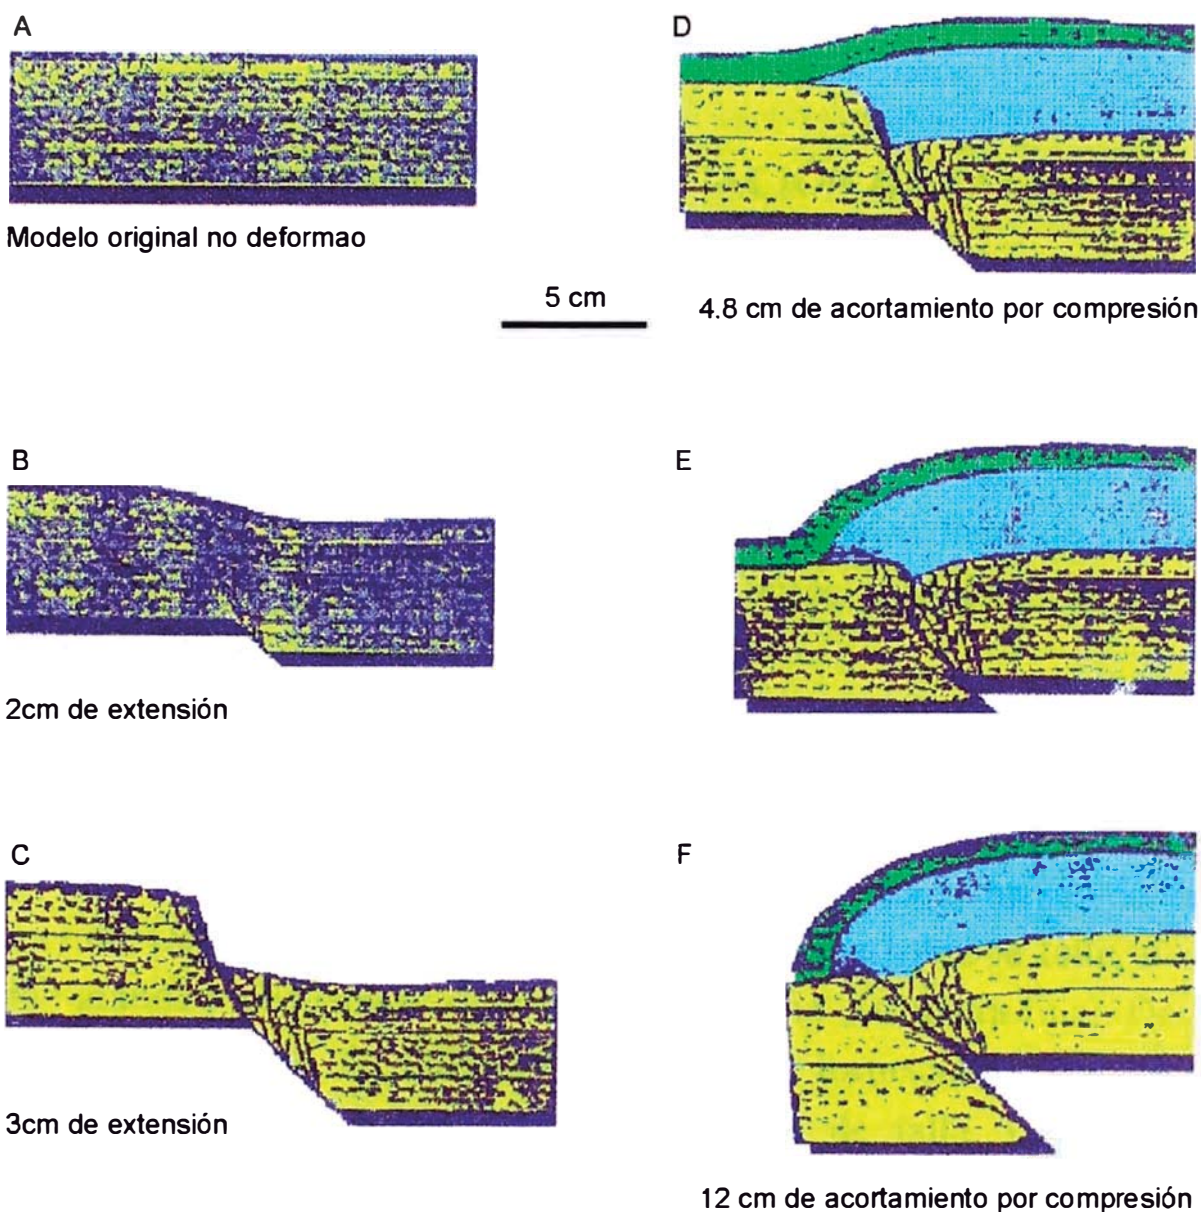 A
Modelo original no deformao
5 cm
B
2cm de extensión
C
3cm de extensión
D
4.8 cm de acortamiento por compresión
E
F
12 cm de acortamiento por compresión